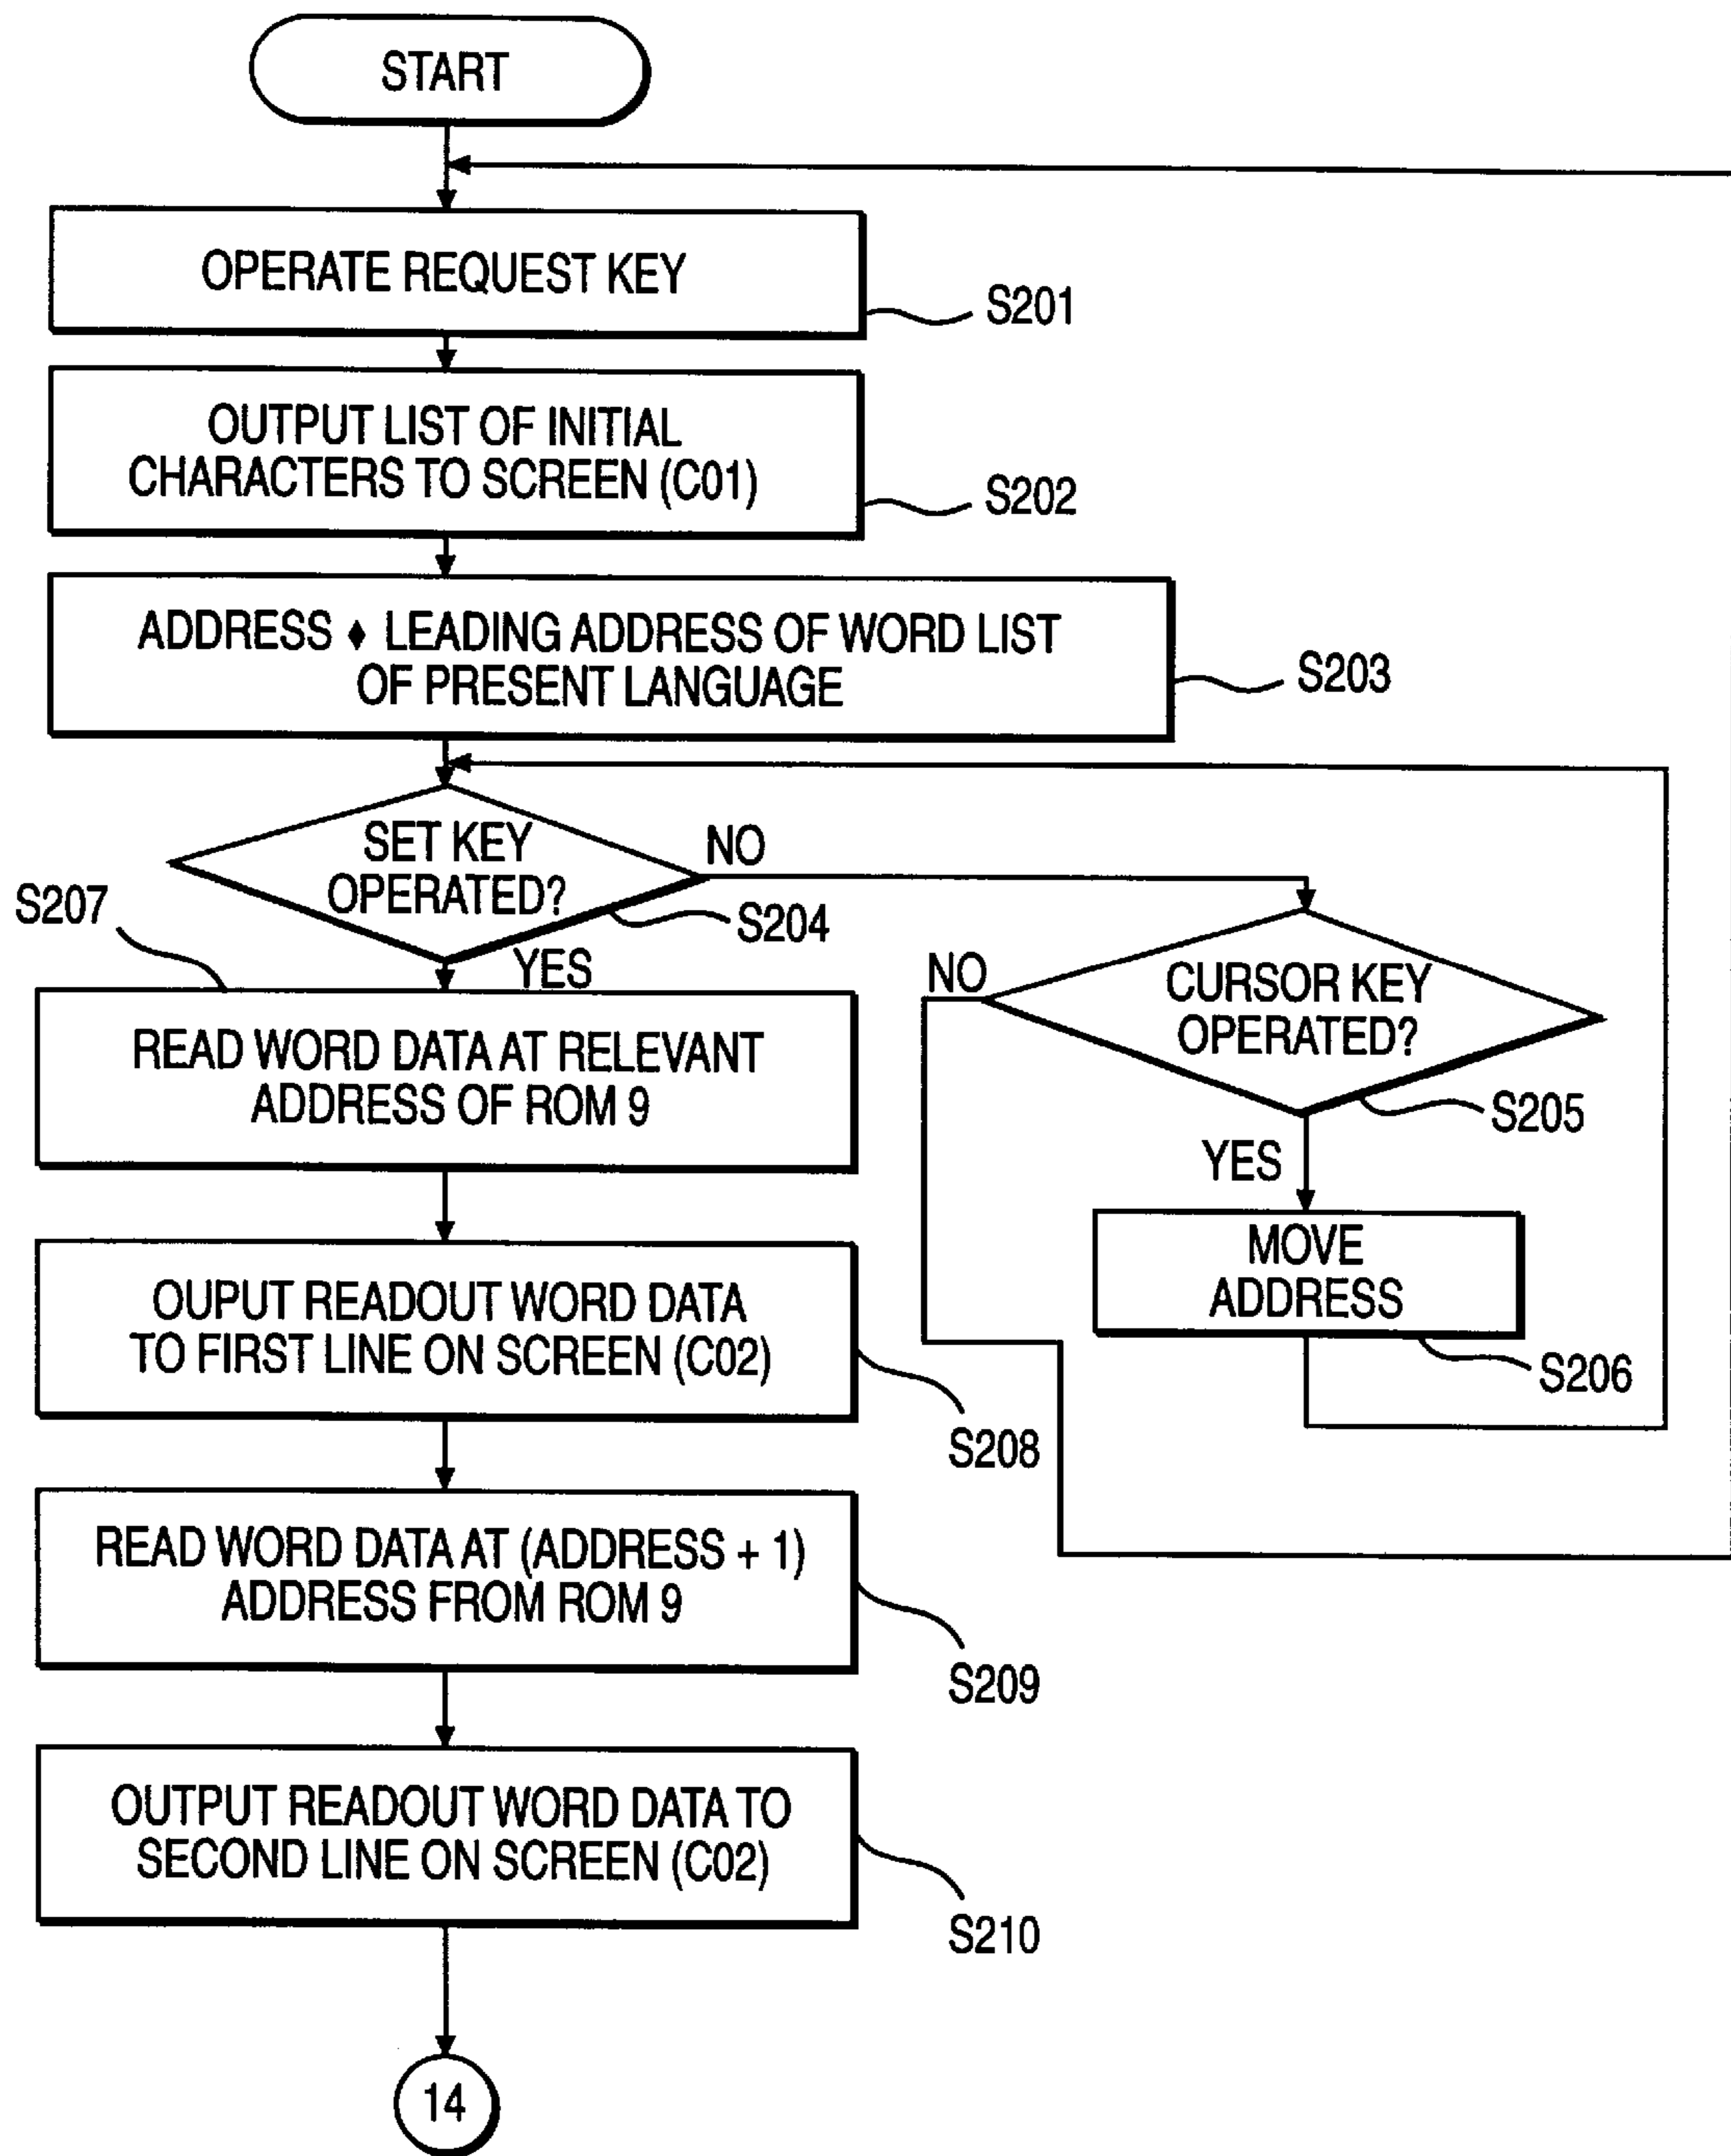 START
OPERATE REQUEST KEY
S201
OUTPUT LIST OF INITIAL
CHARACTERS TO SCREEN (C01)
S202
ADDRESS ♦ LEADING ADDRESS OF WORD LIST
OF PRESENT LANGUAGE
S203
SET KEY
OPERATED?
NO
S204
YES
S207
CURSOR KEY
OPERATED?
NO
S205
YES
MOVE
ADDRESS
S206
READ WORD DATA AT RELEVANT
ADDRESS OF ROM 9
OUPUT READOUT WORD DATA
TO FIRST LINE ON SCREEN (C02)
S208
READ WORD DATA AT (ADDRESS + 1)
ADDRESS FROM ROM 9
S209
OUTPUT READOUT WORD DATA TO
SECOND LINE ON SCREEN (C02)
S210
14